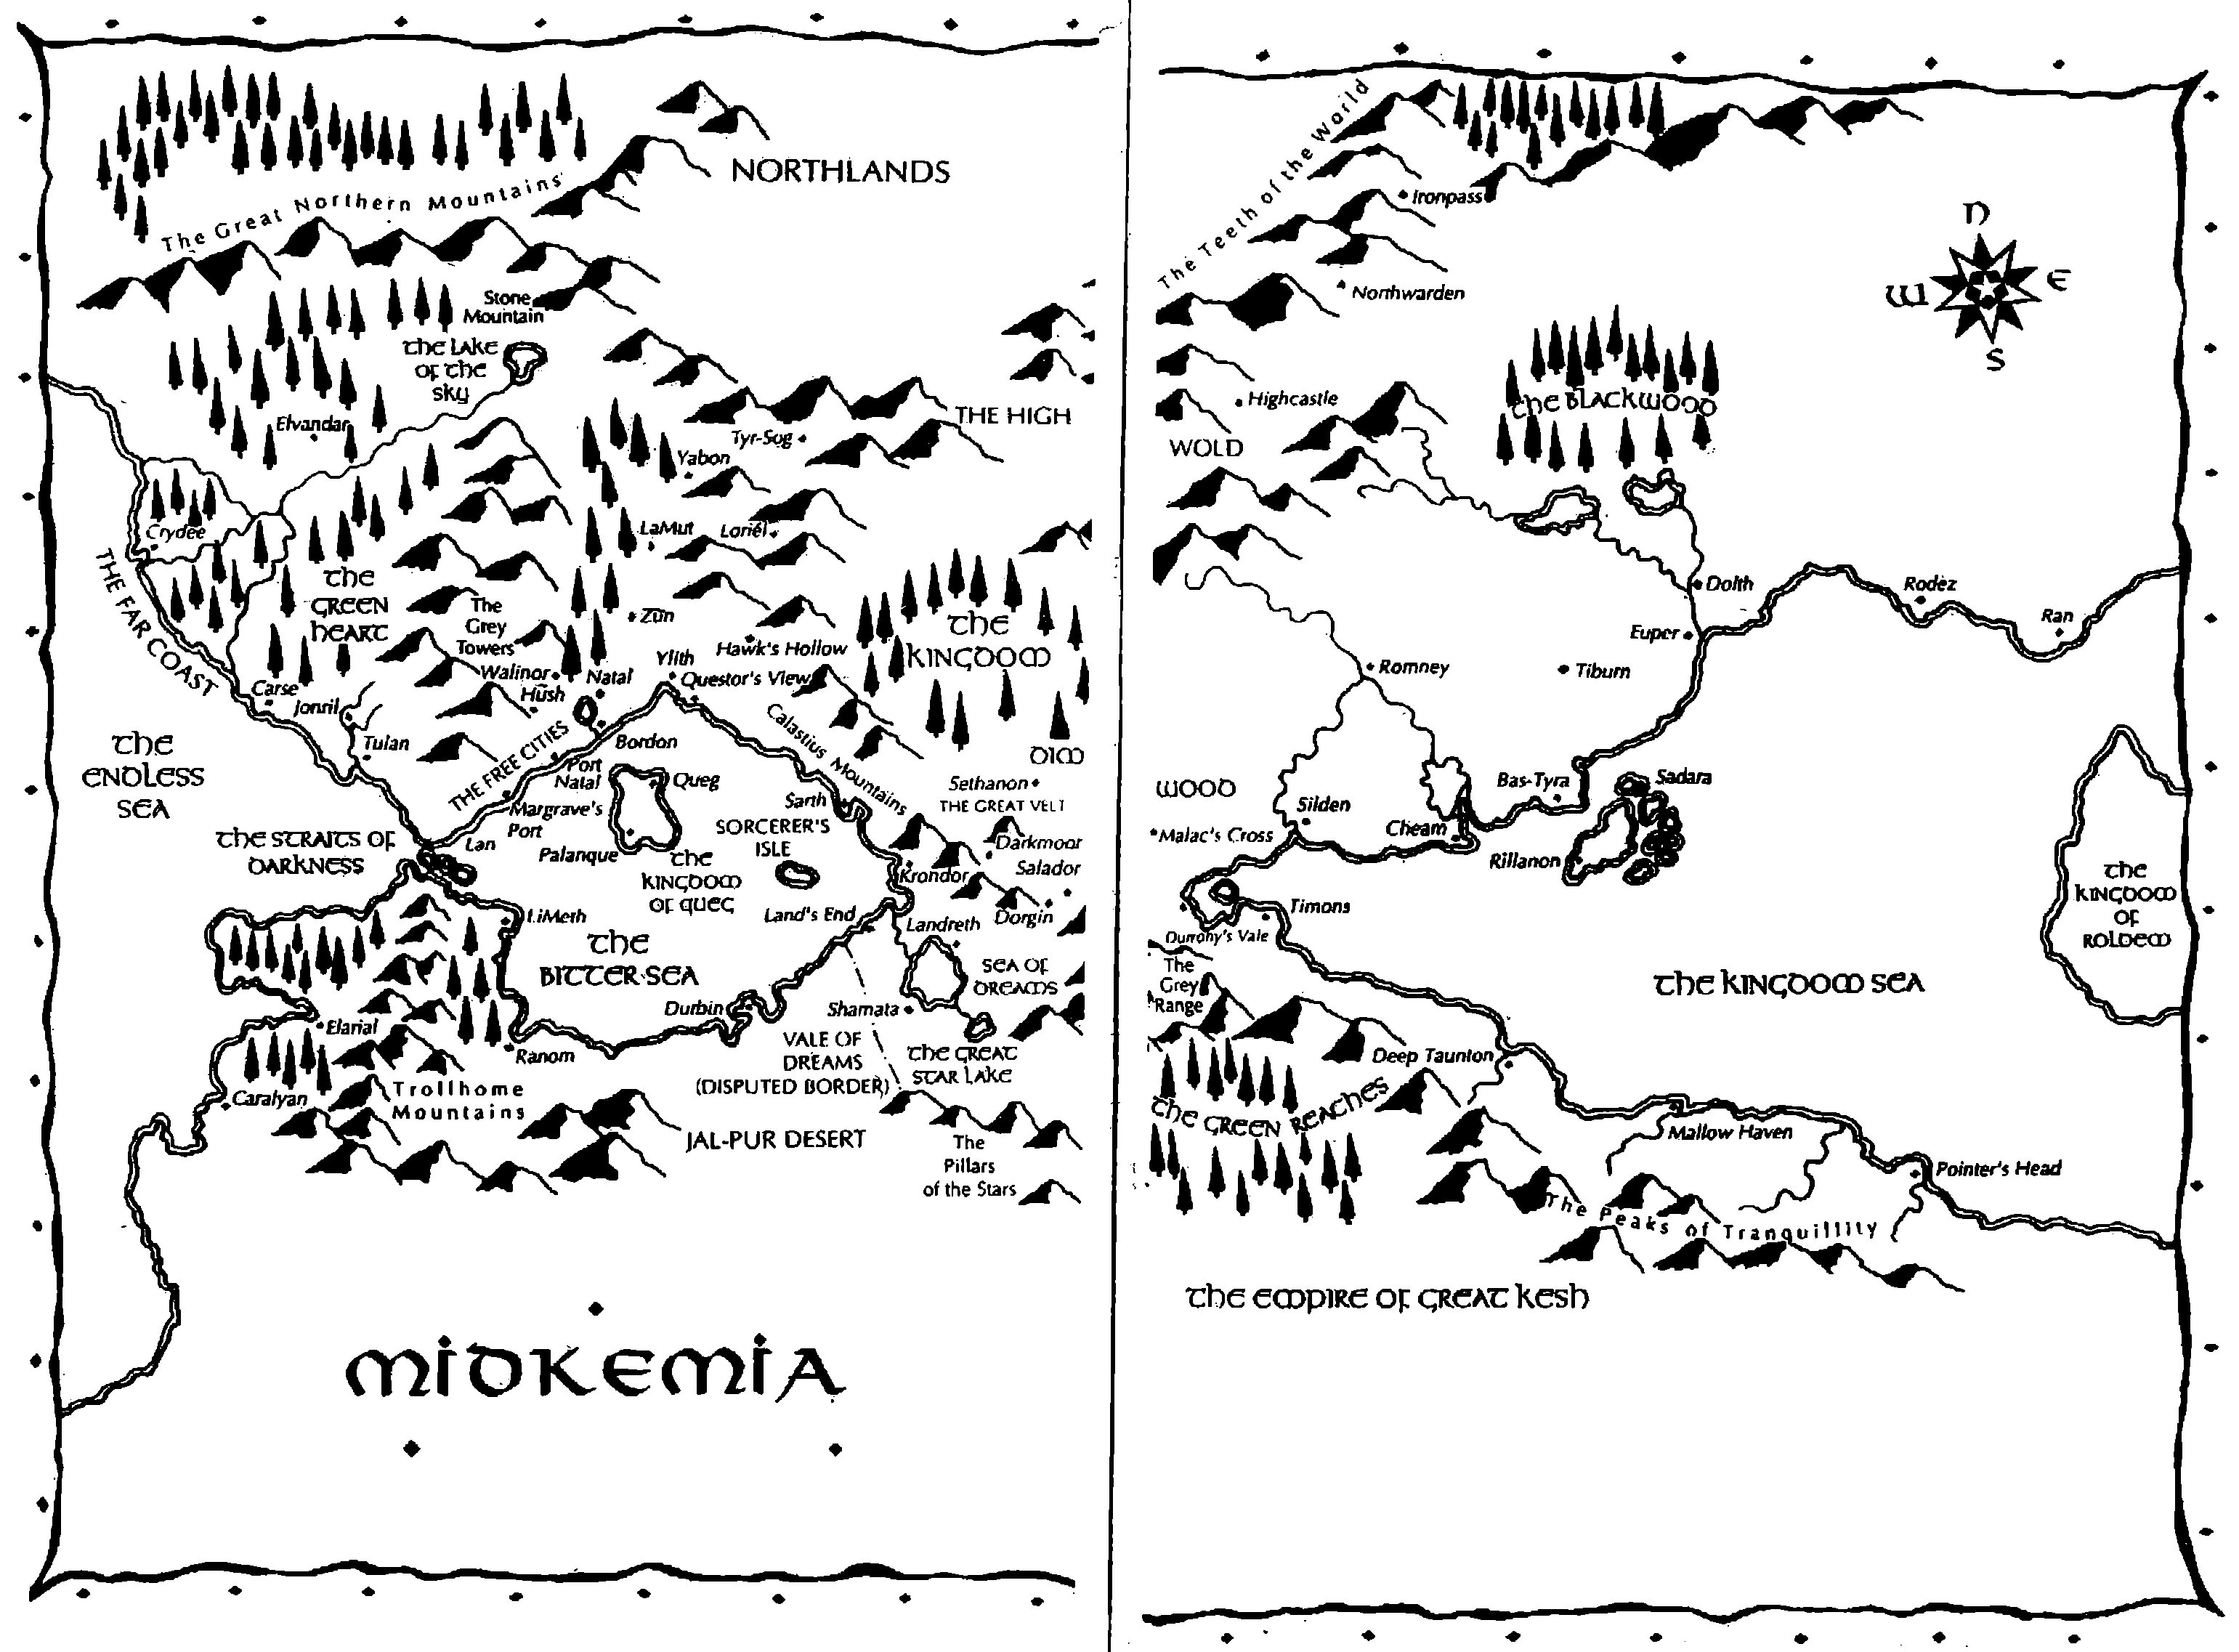 NORTHLANDS
The Great Northern Mountains
Stone
Mountain
The Lake
of the
sky
THE HIGH
Elvandar
Tyr-Sog
Yabon
Crydee
LaMut
Loriél
THE FAR COAST
The
Green
heart
The
Grey
Towers
Zūn
The
Kingdom
Hawk's Hollow
Ylith
Walinor
Natal
Questor's View
Hūsh
Carse
Jonril
Calastius Mountains
Tulan
THE FREE CITIES
Bordon
Dim
The
Endless
Sea
Port
Natal
Queg
Sethanon
THE GREAT VELT
Margrave's
Port
Sarth
SORCERER'S
ISLE
The Straits of
Darkness
Lan
Palanque
The
Kingdom
of Queg
Darkmoor
Salador
Krondor
LiMeth
Land's End
Landreth
Dorgin
The
Bitter Sea
Sea of
Dreams
Elarial
Durbin
Shamata
Ranom
VALE OF
DREAMS
(DISPUTED BORDER)
The Great
Star Lake
Caralyan
Trollhome
Mountains
JAL-PUR DESERT
The
Pillars
of the Stars
MIDKEMIA
The Teeth of the World
Ironpass
N
W
E
S
Northwarden
Highcastle
The Blackwood
WOLD
Dolth
Rodez
Euper
Ran
Romney
Tiburn
Wood
Bas-Tyra
Sadara
Silden
Malac's Cross
Cheam
Rillanon
The
Kingdom
of
Roldem
Timons
Durrony's Vale
The
Grey
Range
The Kingdom Sea
Deep Taunton
The Green Reaches
Mallow Haven
Pointer's Head
The Peaks of Tranquillity
The Empire of Great Kesh